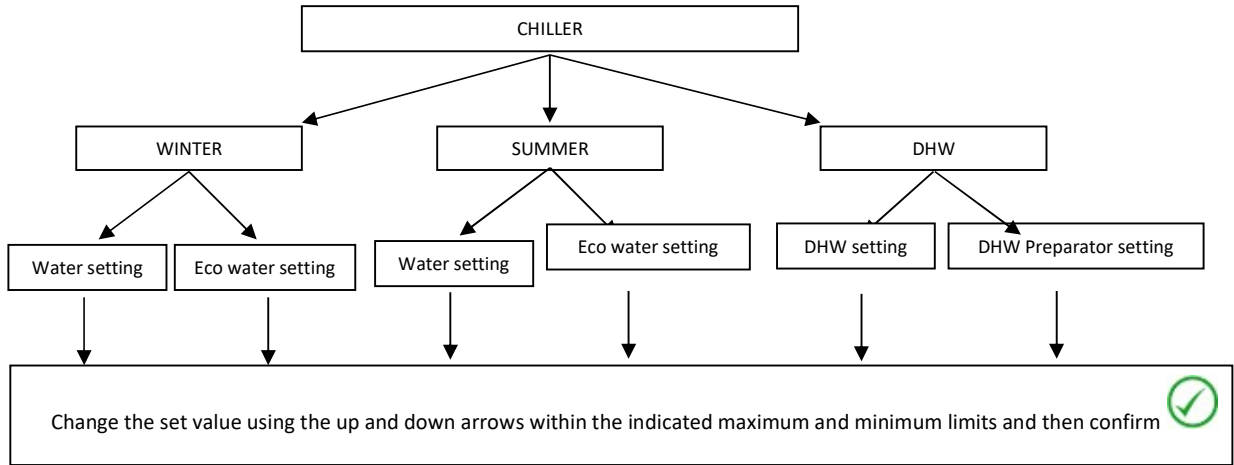 CHILLER
WINTER
SUMMER
DHW
Water setting
Eco water setting
Water setting
Eco water setting
DHW setting
DHW Preparator setting
Change the set value using the up and down arrows within the indicated maximum and minimum limits and then confirm